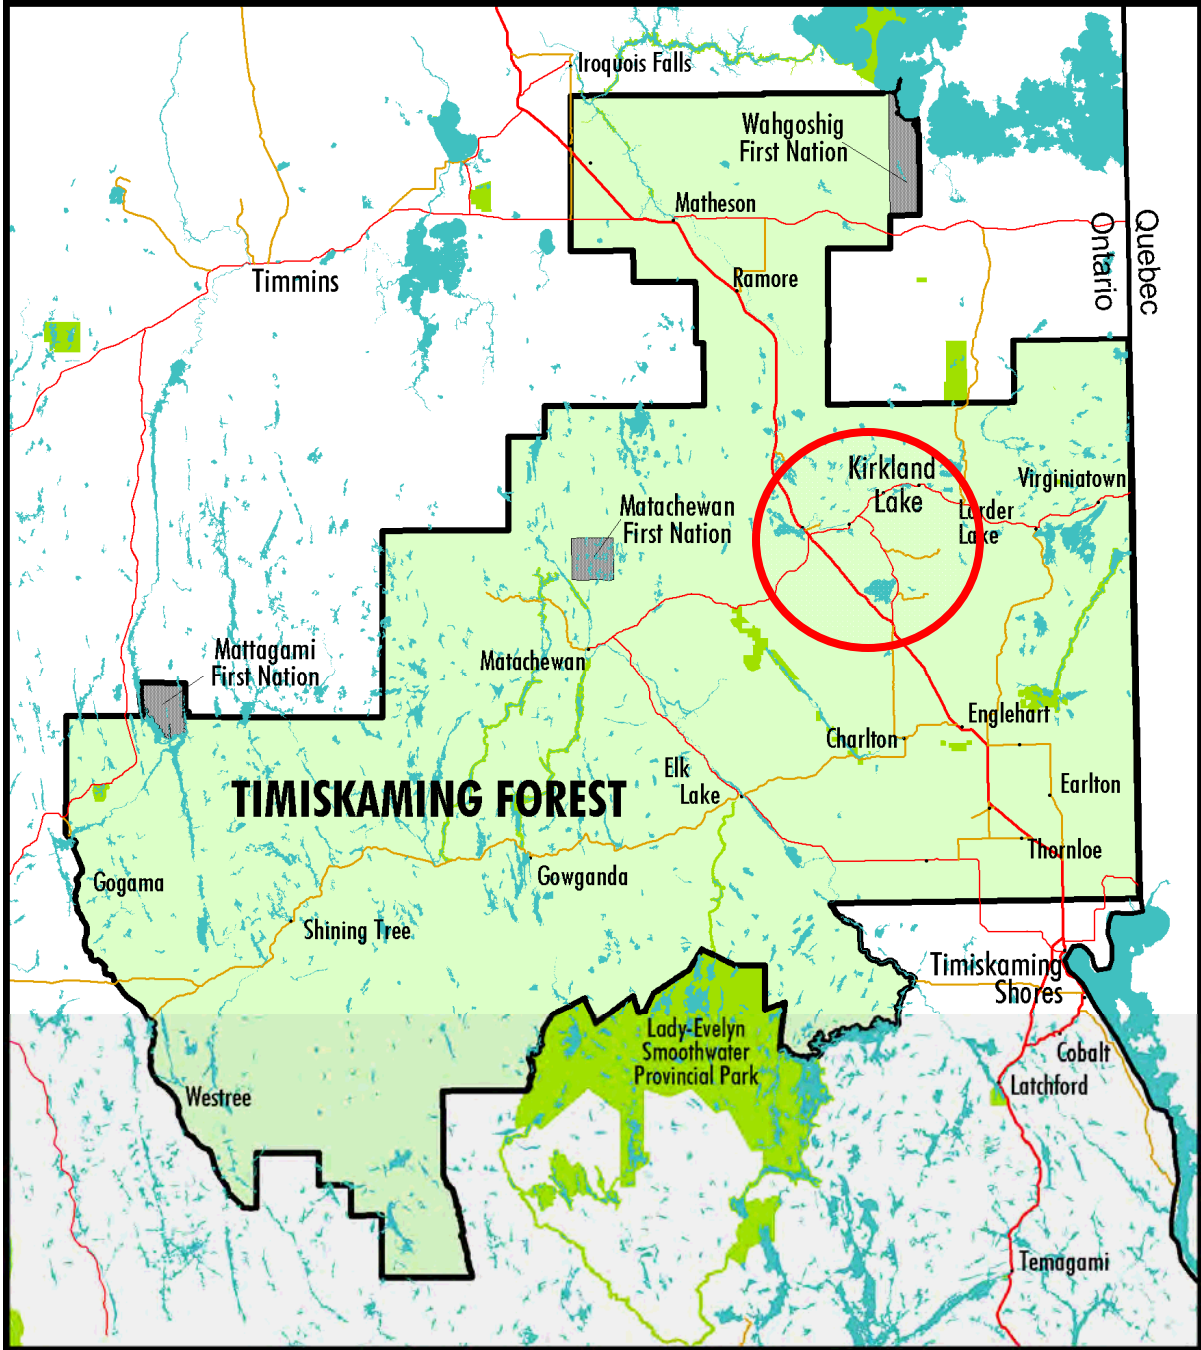 Iroquois Falls
Wahgoshig
First Nation
Matheson
Quebec
Ontario
Timmins
Ramore
Kirkland
Lake
Virginiatown
Matachewan
First Nation
Larder
Lake
Mattagami
First Nation
Matachewan
Englehart
Charlton
Elk
Lake
TIMISKAMING FOREST
Earlton
Thornloe
Gogama
Gowganda
Shining Tree
Timiskaming
Shores
Lady-Evelyn
Smoothwater
Provincial Park
Cobalt
Latchford
Westree
Temagami